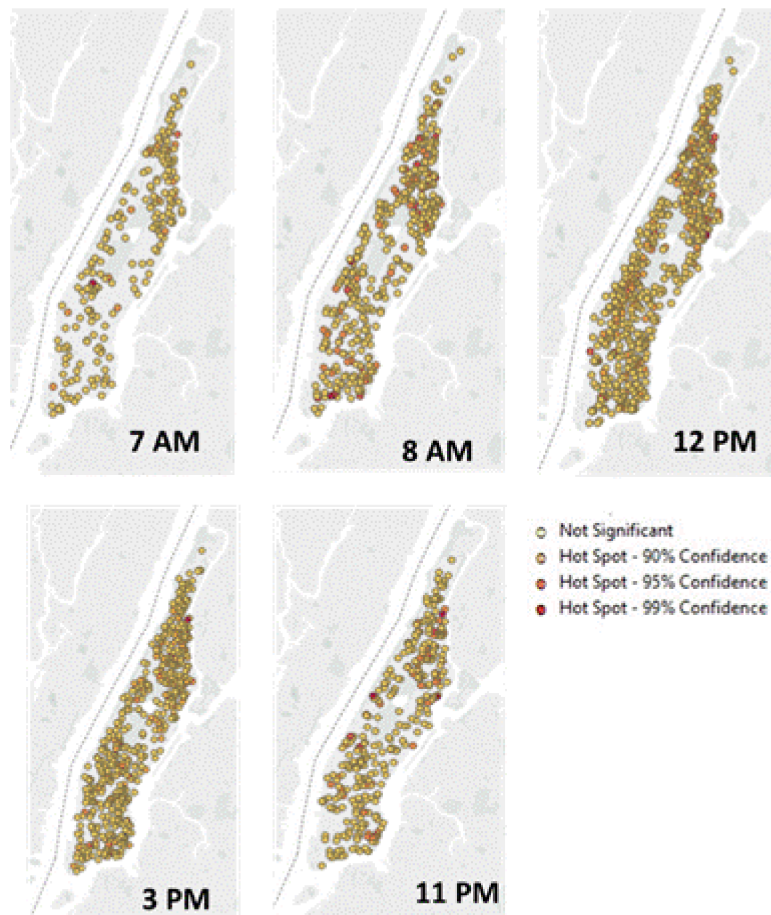 7 AM
8 AM
12 PM
3 PM
11 PM
Not Significant
Hot Spot - 90% Confidence
Hot Spot - 95% Confidence
Hot Spot - 99% Confidence